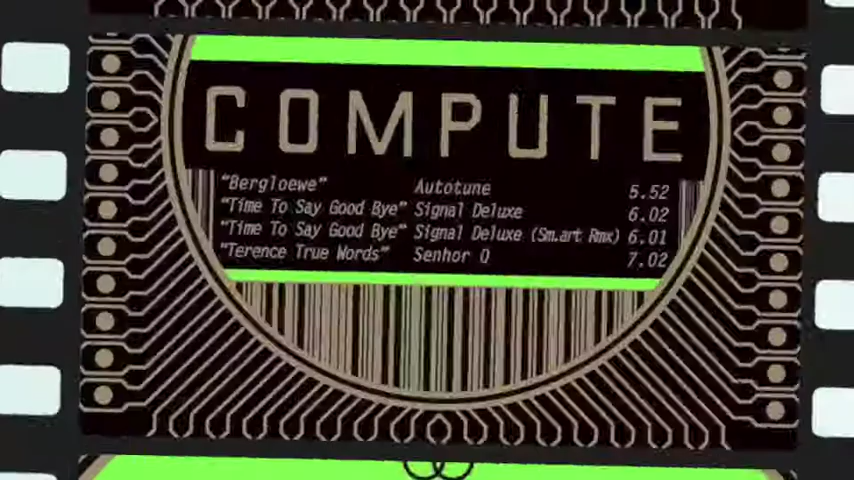 COMPUTE
"Bergloewe" Autotune 5.52
"Time To Say Good Bye" Signal Deluxe 6.02
"Time To Say Good Bye" Signal Deluxe (Sm.art Rmx) 6.01
"Terence True Words" Senhor Q 7.02